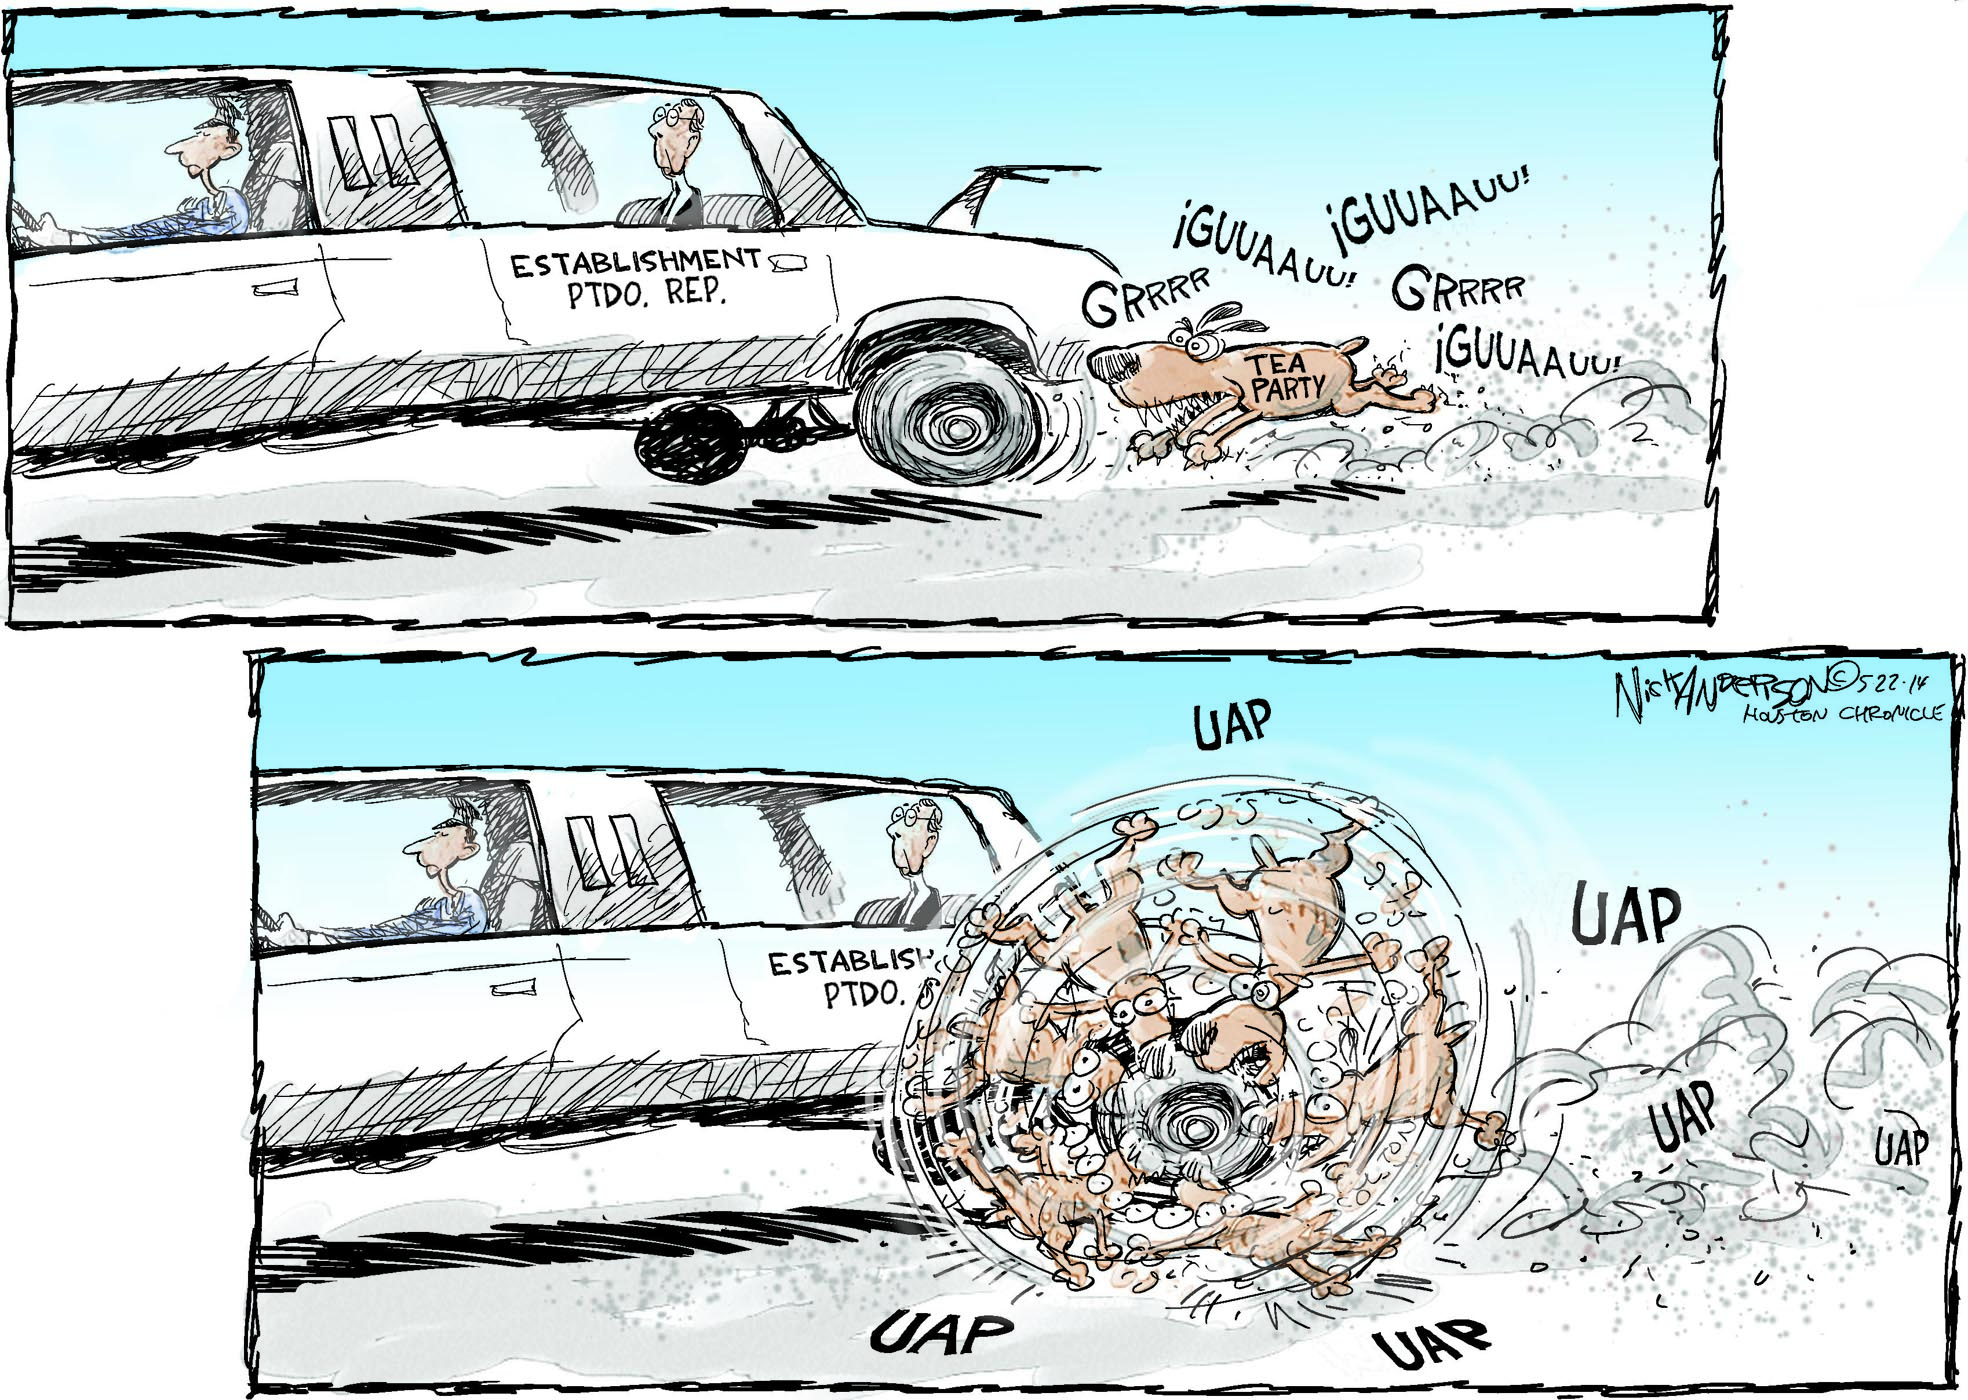 ESTABLISHMENT
PTDO. REP.
GRRRR
¡GUUAAUU!
¡GUUAAUU!
GRRRR
¡GUUAAUU!
TEA
PARTY
NICK ANDERSON © 5·22·14
HOUSTON CHRONICLE
UAP
UAP
ESTABLISH
PTDO.
UAP
UAP
UAP
UAP